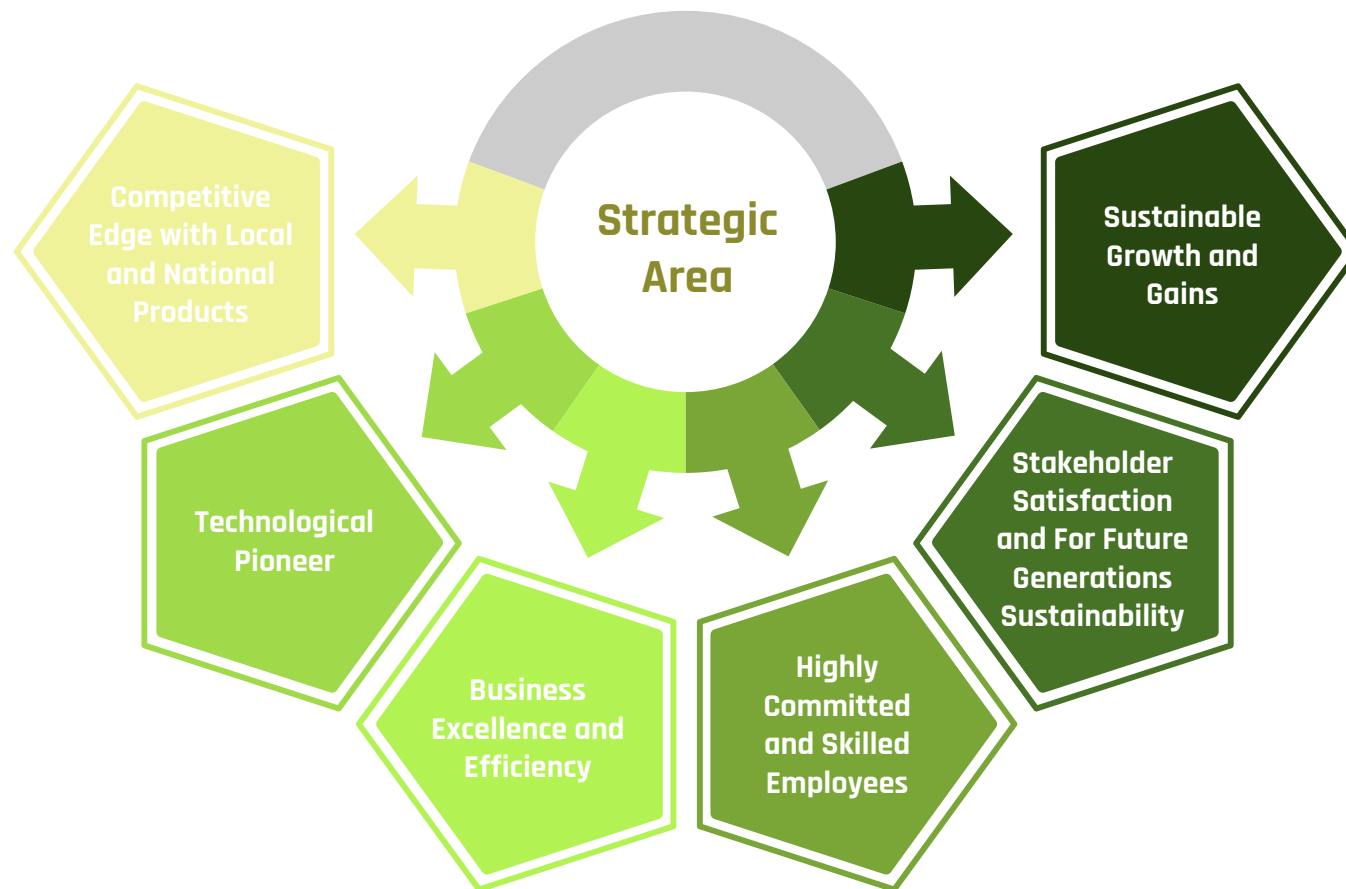 Strategic
Area
Competitive
Edge with Local
and National
Products
Technological
Pioneer
Business
Excellence and
Efficiency
Highly
Committed
and Skilled
Employees
Stakeholder
Satisfaction
and For Future
Generations
Sustainability
Sustainable
Growth and
Gains